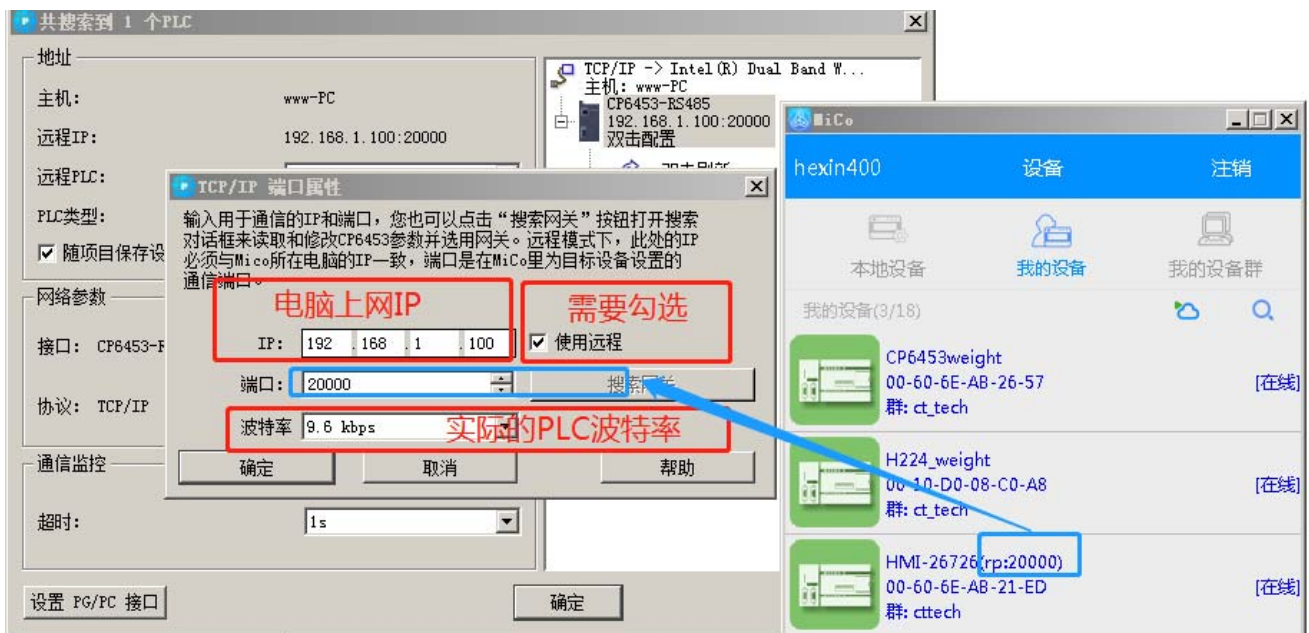 共搜索到 1 个PLC
地址
主机:
www-PC
远程IP:
192.168.1.100:20000
远程PLC:
PLC类型:
随项目保存设
网络参数
接口: CP6453-R
协议: TCP/IP
通信监控
超时:
1s
设置 PG/PC 接口
确定
TCP/IP -> Intel(R) Dual Band W...
主机: www-PC
CP6453-RS485
192.168.1.100:20000
双击配置
双击刷新
TCP/IP 端口属性
输入用于通信的IP和端口，您也可以点击“搜索网关”按钮打开搜索
对话框来读取和修改CP6453参数并选用网关。远程模式下，此处的IP
必须与Mico所在电脑的IP一致，端口是在MiCo里为目标设备设置的
通信端口。
电脑上网IP
需要勾选
IP: 192 .168 .1 .100
使用远程
端口: 20000
搜索网关
波特率 9.6 kbps
实际的PLC波特率
确定
取消
帮助
MiCo
hexin400
设备
注销
本地设备
我的设备
我的设备群
我的设备(3/18)
CP6453weight
00-60-6E-AB-26-57
[在线]
群: ct_tech
H224_weight
00-10-D0-08-C0-A8
[在线]
群: ct_tech
HMI-26726(rp:20000)
00-60-6E-AB-21-ED
[在线]
群: cttech